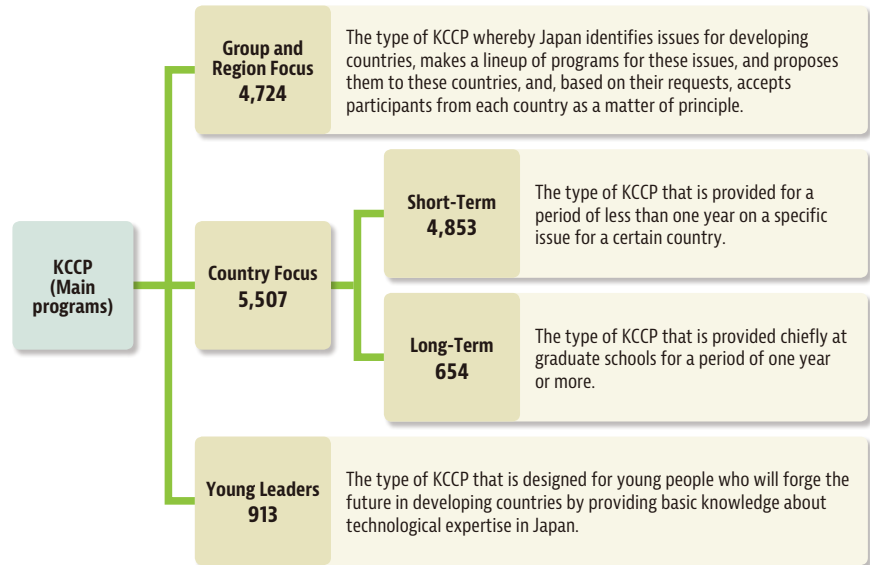 Group and
Region Focus
4,724
The type of KCCP whereby Japan identifies issues for developing
countries, makes a lineup of programs for these issues, and proposes
them to these countries, and, based on their requests, accepts
participants from each country as a matter of principle.
KCCP
(Main
programs)
Country Focus
5,507
Short-Term
4,853
The type of KCCP that is provided for a
period of less than one year on a specific
issue for a certain country.
Long-Term
654
The type of KCCP that is provided chiefly at
graduate schools for a period of one year
or more.
Young Leaders
913
The type of KCCP that is designed for young people who will forge the
future in developing countries by providing basic knowledge about
technological expertise in Japan.